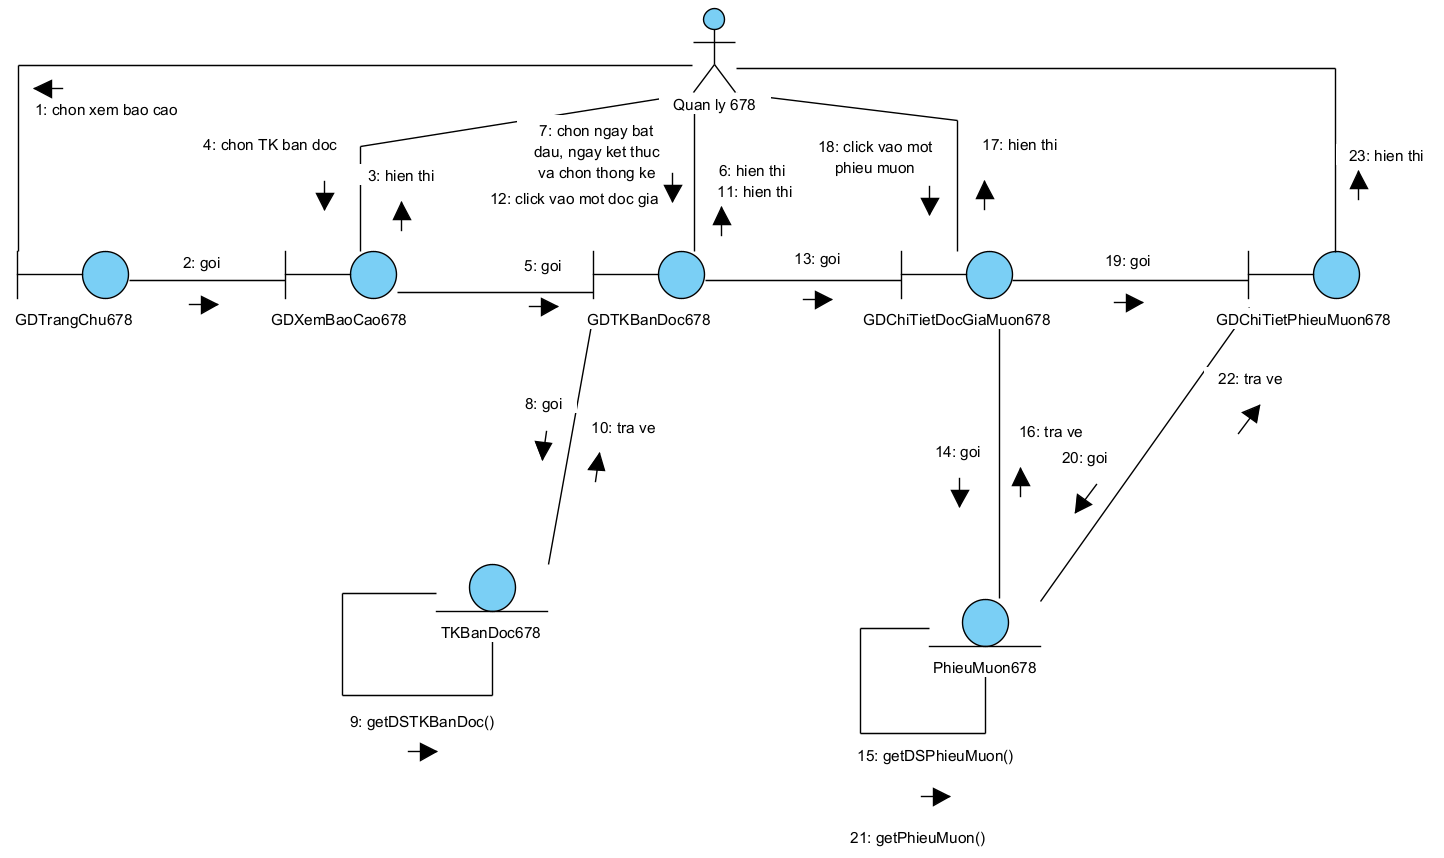 Quan ly 678
1: chon xem bao cao
4: chon TK ban doc
3: hien thi
7: chon ngay bat
dau, ngay ket thuc
va chon thong ke
12: click vao mot doc gia
6: hien thi
11: hien thi
18: click vao mot
phieu muon
17: hien thi
23: hien thi
2: goi
5: goi
13: goi
19: goi
GDTrangChu678
GDXemBaoCao678
GDTKBanDoc678
GDChiTietDocGiaMuon678
GDChiTietPhieuMuon678
8: goi
10: tra ve
14: goi
16: tra ve
20: goi
22: tra ve
TKBanDoc678
9: getDSTKBanDoc()
PhieuMuon678
15: getDSPhieuMuon()
21: getPhieuMuon()